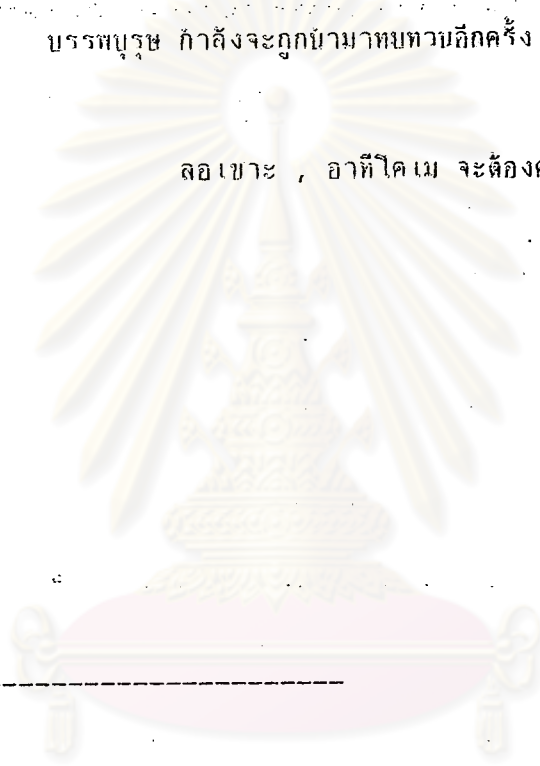 บรรพบุรุษ กำลังจะถูกนำมาทบทวนอีกครั้ง
ลอเขาะ , อาทีโคเม จะต้อง